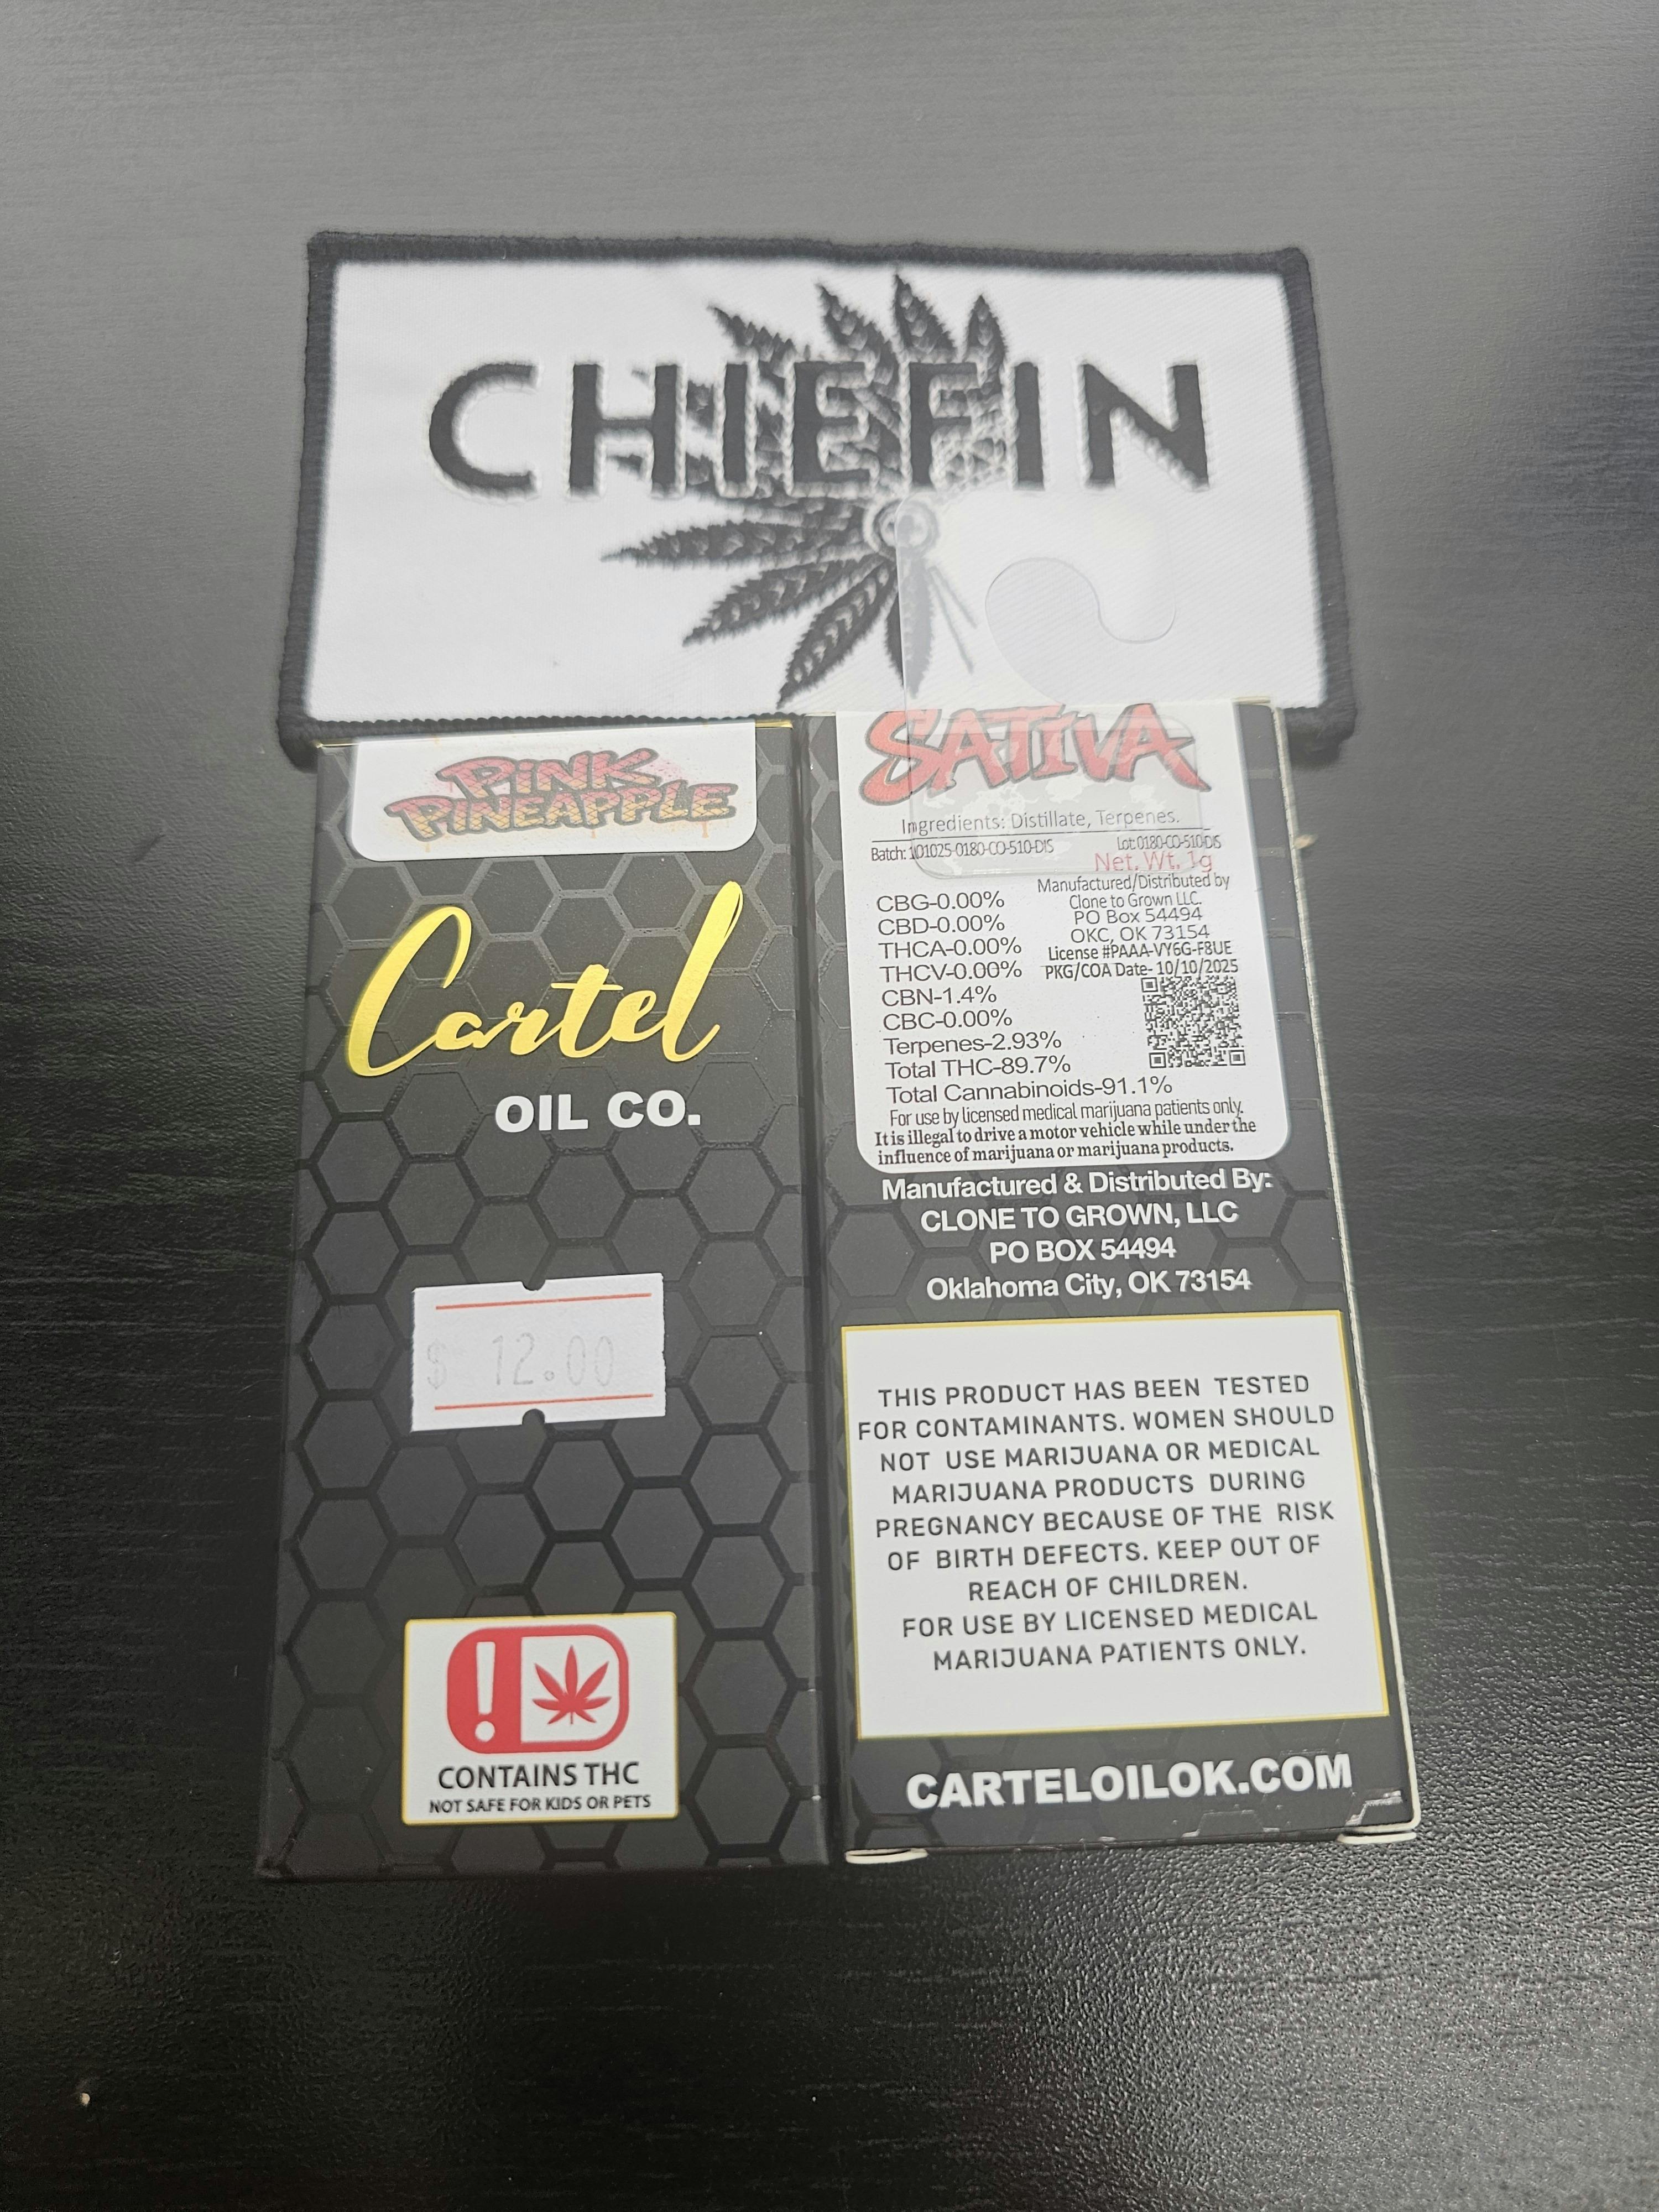 CHIEFIN
PINK
PINEAPPLE
Cartel
OIL CO.
$ 12.00
CONTAINS THC
NOT SAFE FOR KIDS OR PETS
SATIVA
Ingredients: Distillate, Terpenes.
Batch: 101025-0180-CO-510-DIS
Lot: 0180-CO-510-DIS
Net. Wt. 1g
CBG-0.00%
CBD-0.00%
THCA-0.00%
THCV-0.00%
CBN-1.4%
CBC-0.00%
Terpenes-2.93%
Total THC-89.7%
Total Cannabinoids-91.1%
Manufactured/Distributed by
Clone to Grown LLC.
PO Box 54494
OKC, OK 73154
License #PAAA-VY6G-F8UE
PKG/COA Date- 10/10/2025
For use by licensed medical marijuana patients only.
It is illegal to drive a motor vehicle while under the
influence of marijuana or marijuana products.
Manufactured & Distributed By:
CLONE TO GROWN, LLC
PO BOX 54494
Oklahoma City, OK 73154
THIS PRODUCT HAS BEEN TESTED
FOR CONTAMINANTS. WOMEN SHOULD
NOT USE MARIJUANA OR MEDICAL
MARIJUANA PRODUCTS DURING
PREGNANCY BECAUSE OF THE RISK
OF BIRTH DEFECTS. KEEP OUT OF
REACH OF CHILDREN.
FOR USE BY LICENSED MEDICAL
MARIJUANA PATIENTS ONLY.
CARTELOILOK.COM